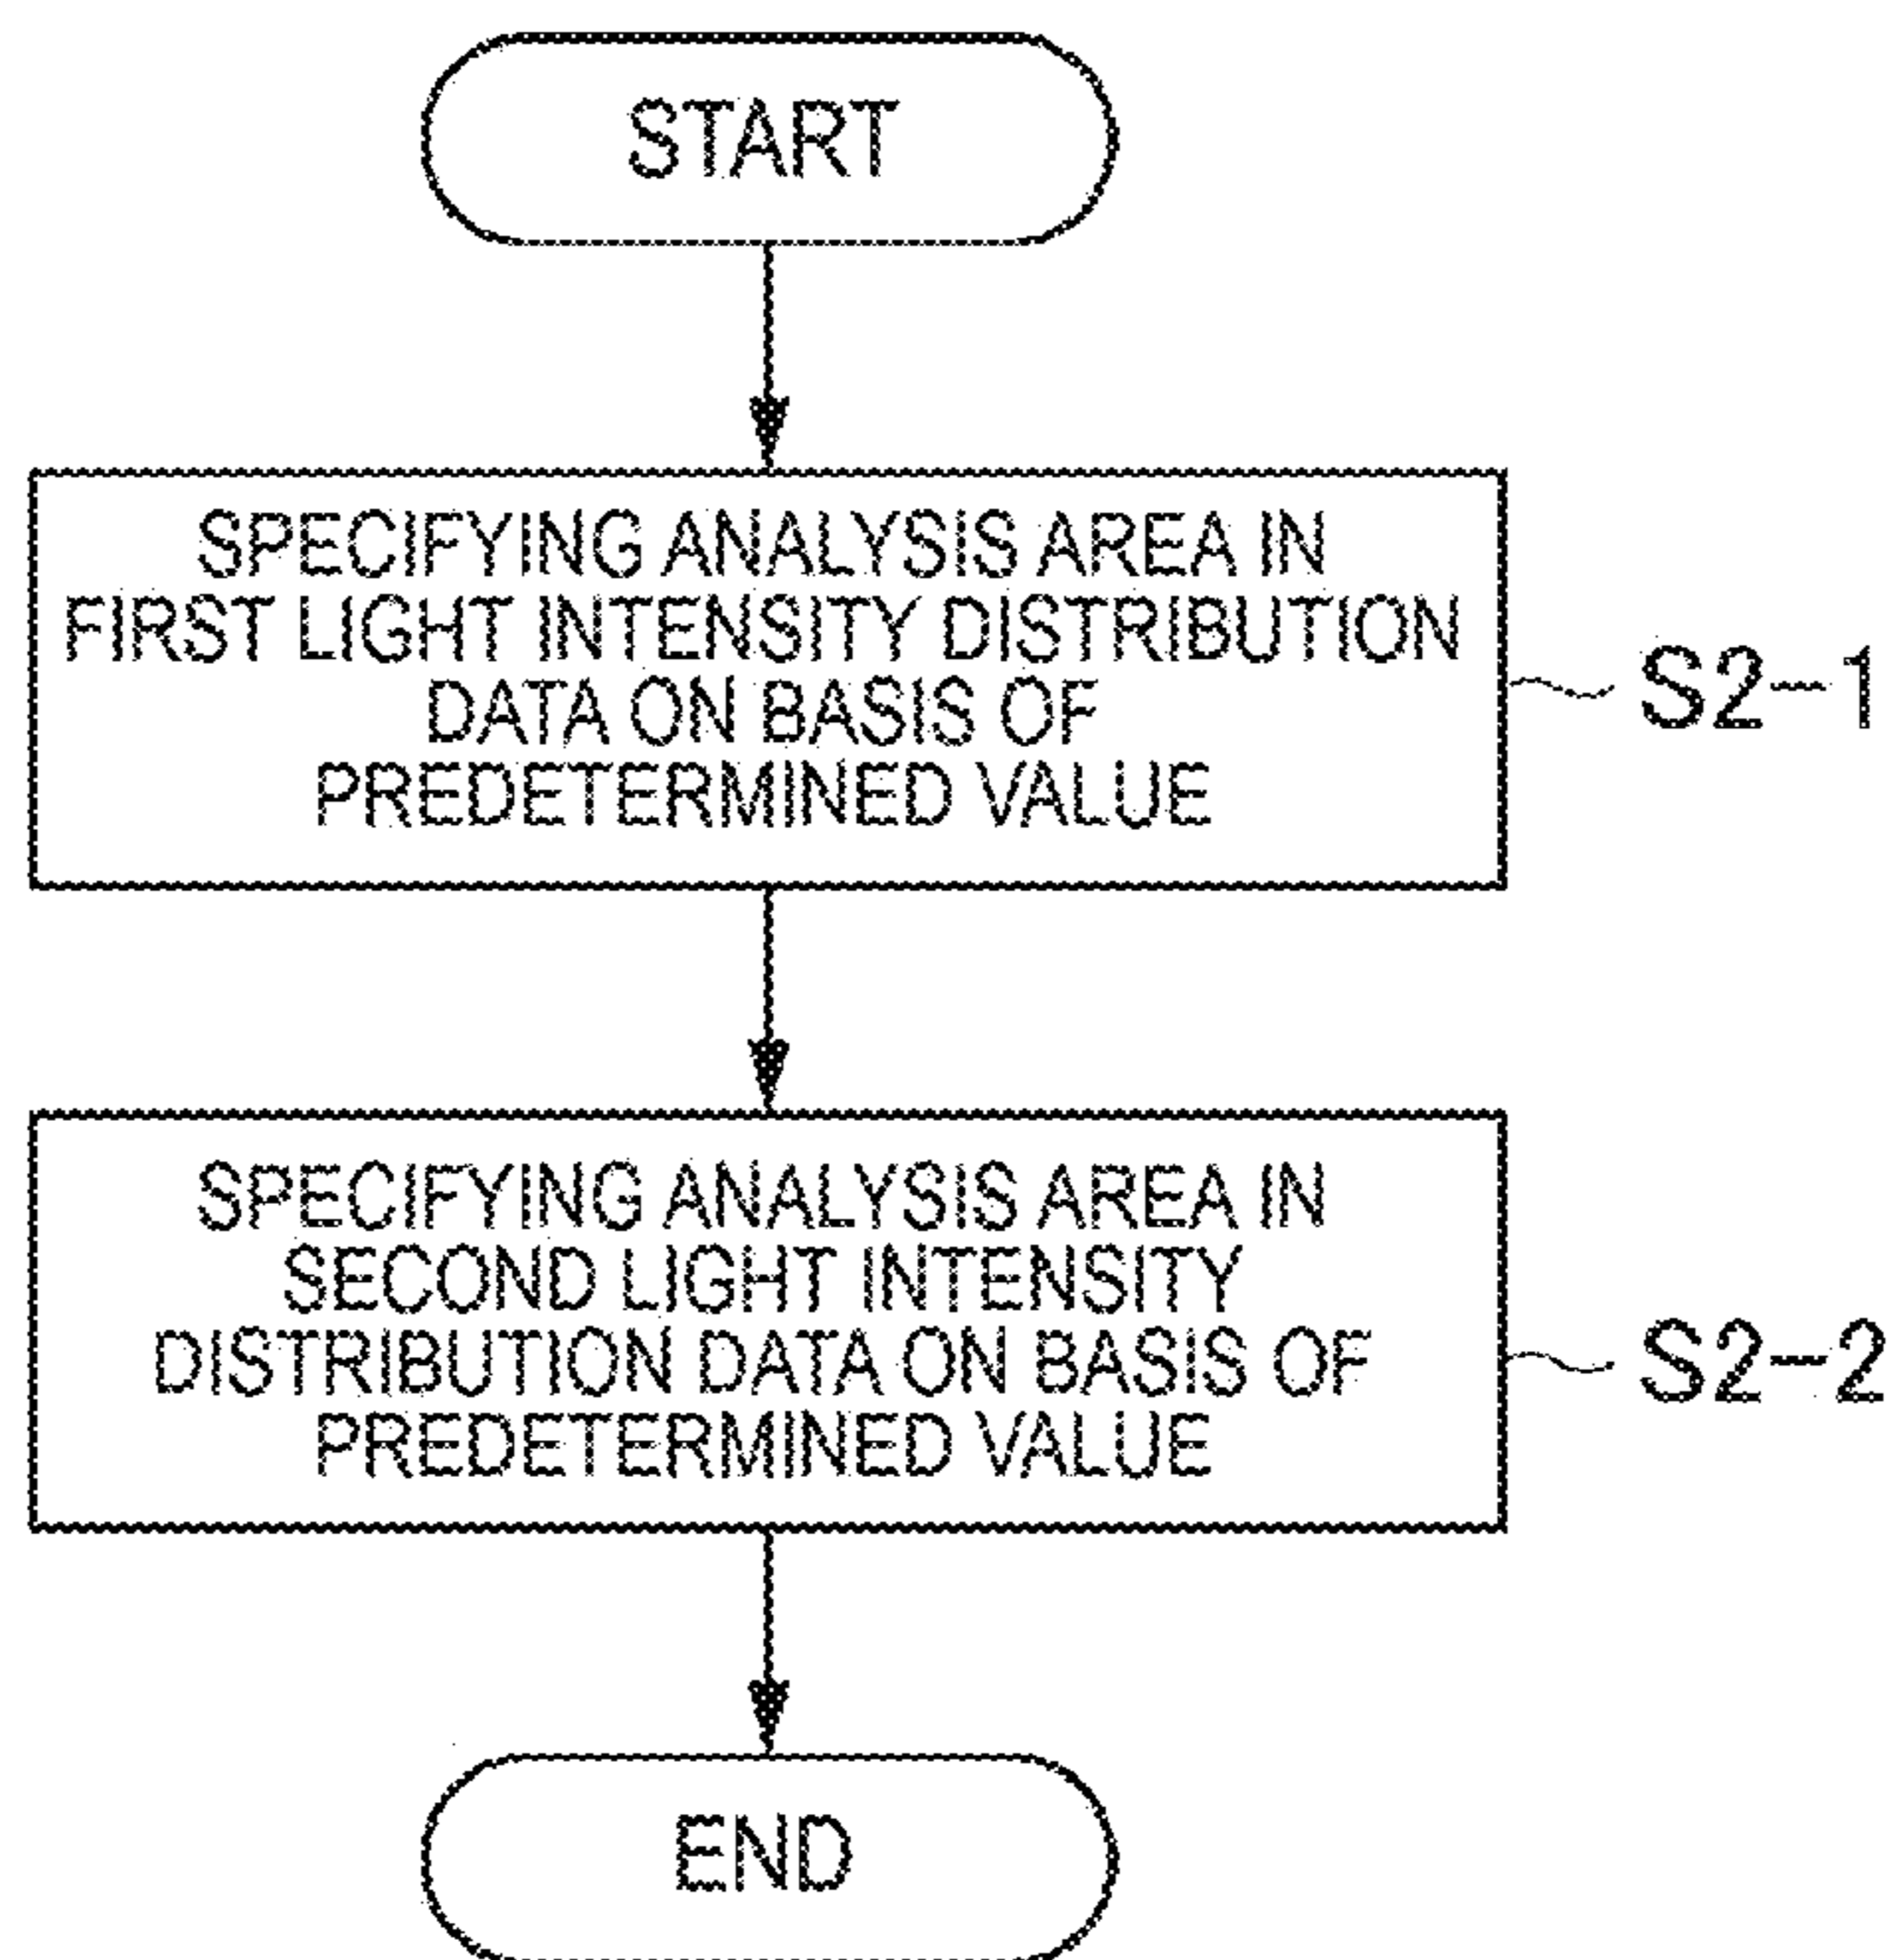 START
SPECIFYING ANALYSIS AREA IN
FIRST LIGHT INTENSITY DISTRIBUTION
DATA ON BASIS OF
PREDETERMINED VALUE
S2-1
SPECIFYING ANALYSIS AREA IN
SECOND LIGHT INTENSITY
DISTRIBUTION DATA ON BASIS OF
PREDETERMINED VALUE
S2-2
END